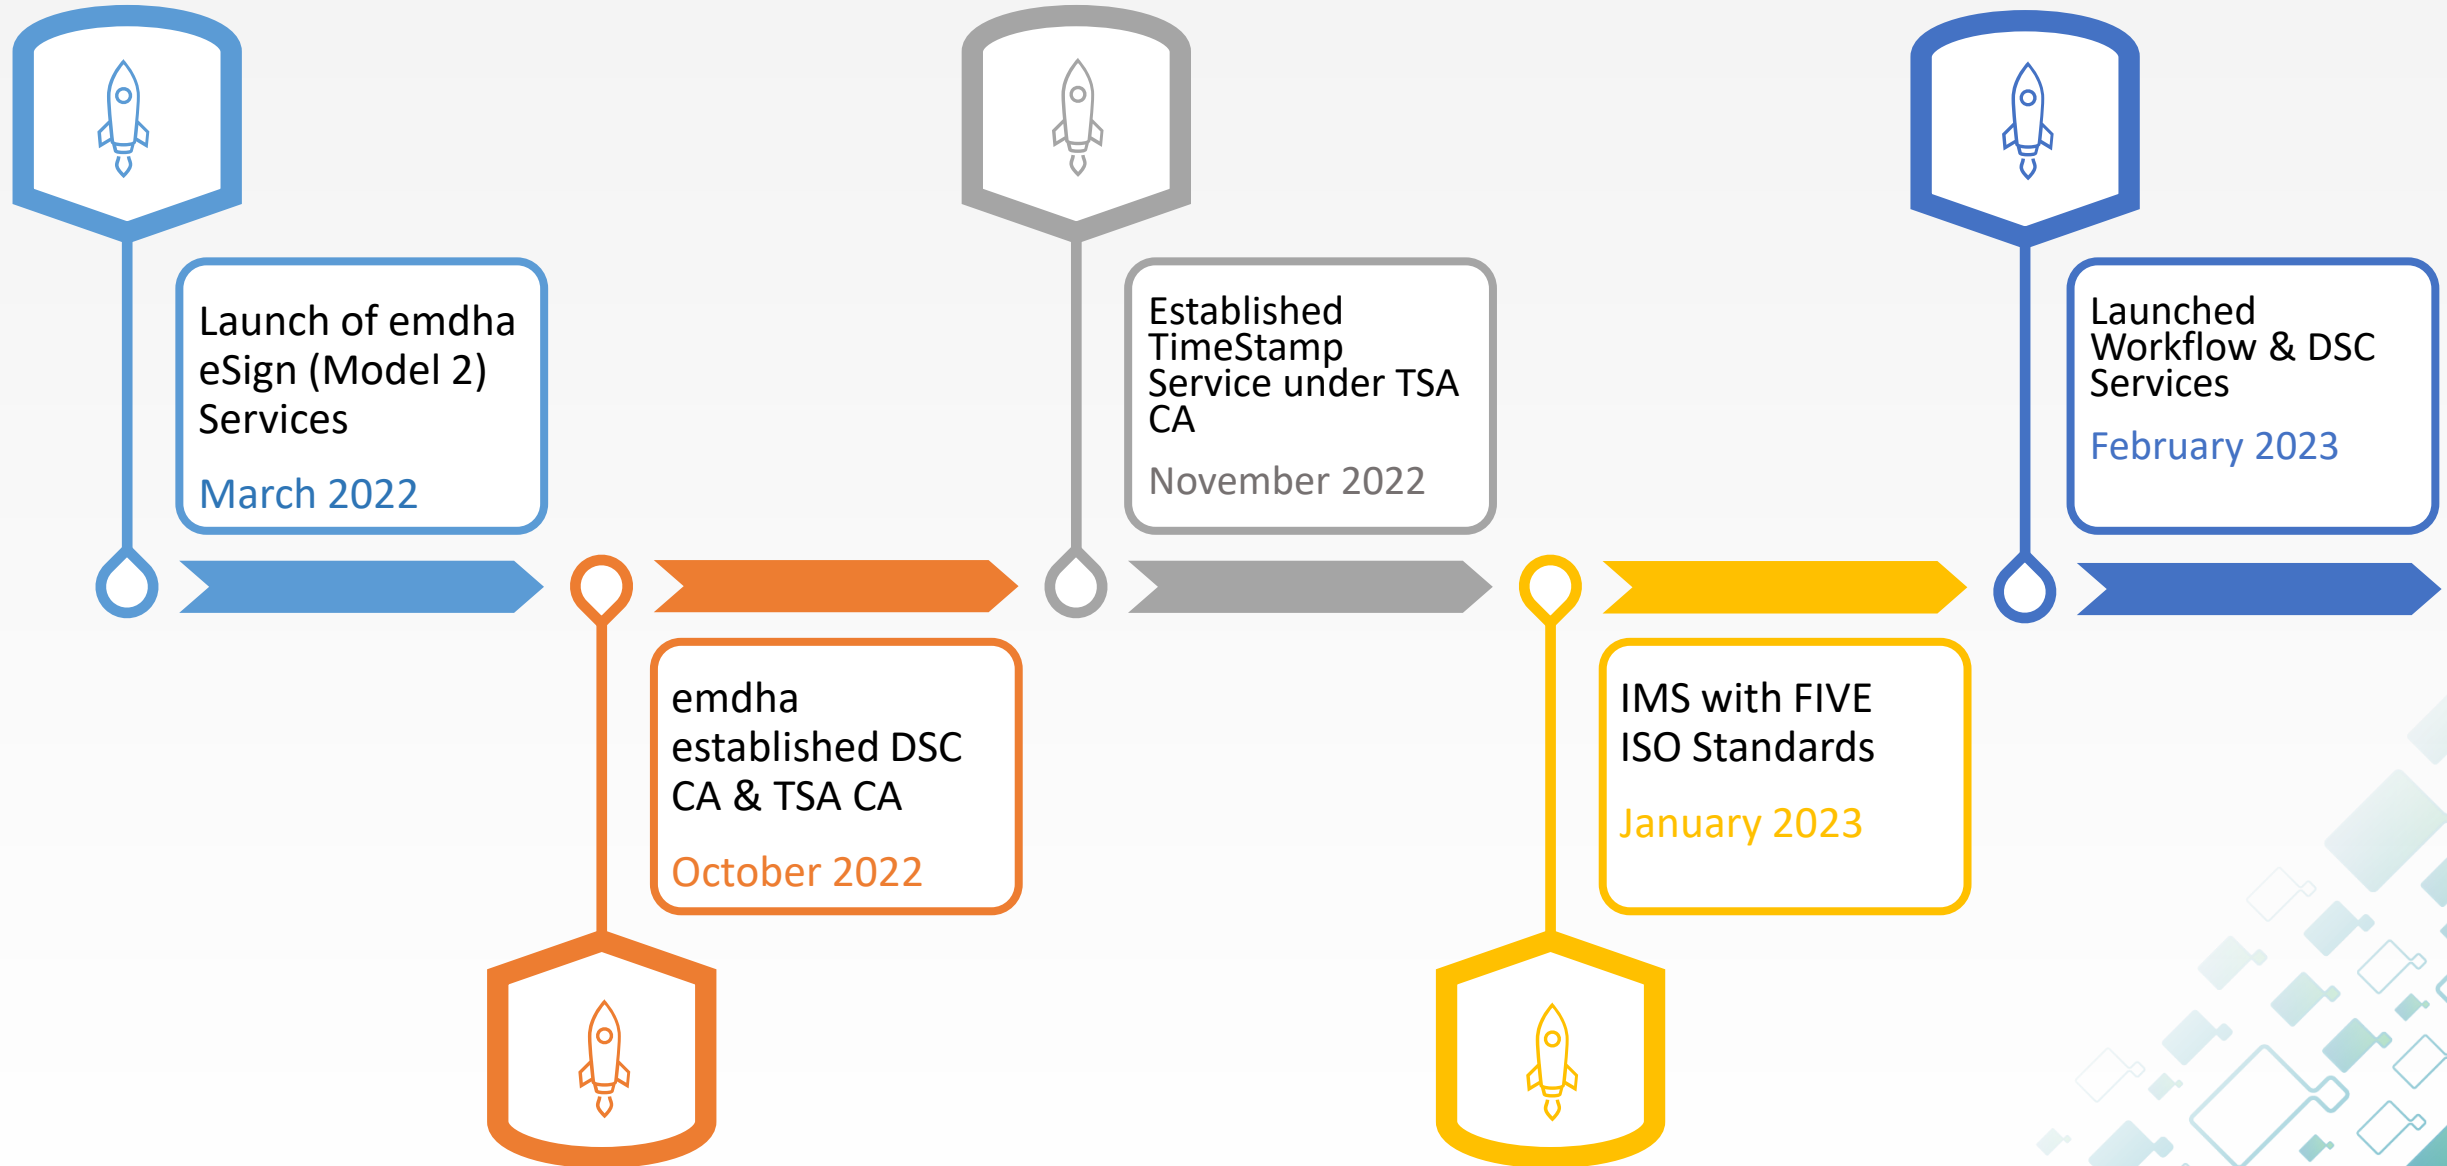 Launch of emdha
eSign (Model 2)
Services
March 2022
emdha
established DSC
CA & TSA CA
October 2022
Established
TimeStamp
Service under TSA
CA
November 2022
IMS with FIVE
ISO Standards
January 2023
Launched
Workflow & DSC
Services
February 2023